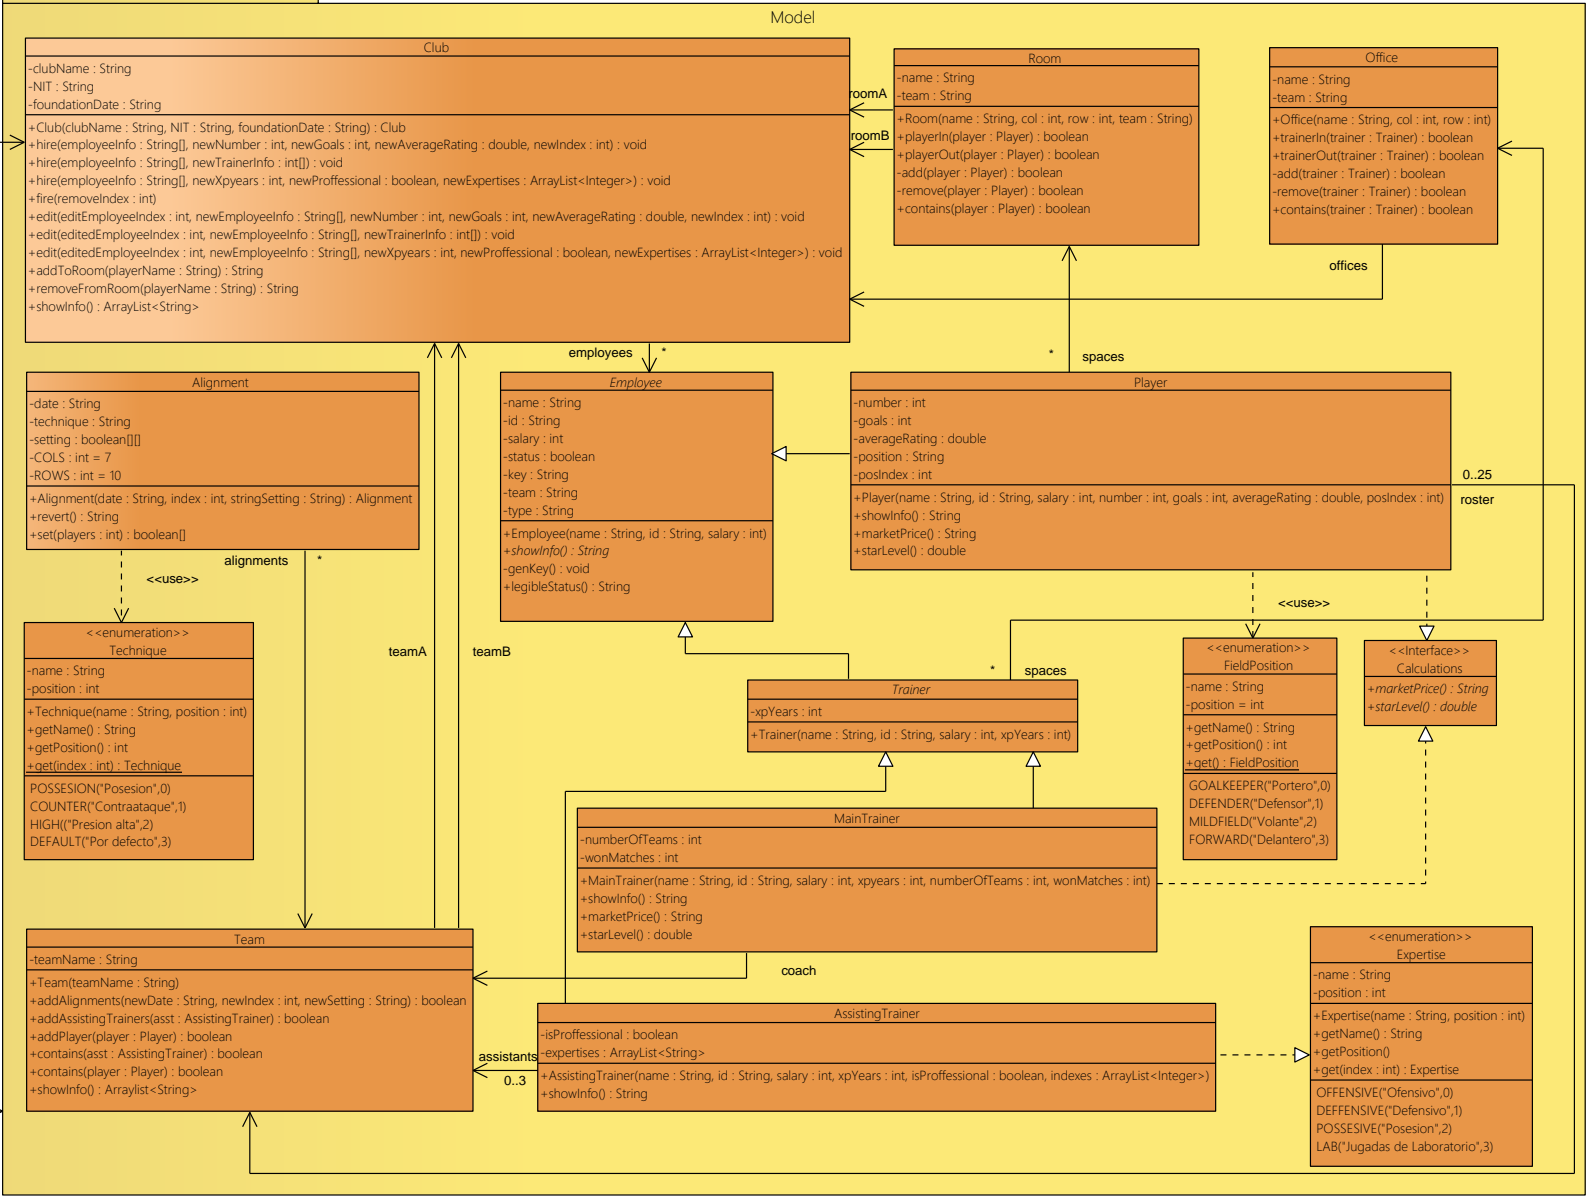 Model
Club
-clubName : String
-NIT : String
-foundationDate : String
+Club(clubName : String, NIT : String, foundationDate : String) : Club
+hire(employeeInfo : String[], newNumber : int, newGoals : int, newAverageRating : double, newIndex : int) : void
+hire(employeeInfo : String[], newTrainerInfo : int[]) : void
+hire(employeeInfo : String[], newXpyears : int, newProffessional : boolean, newExpertises : ArrayList<Integer>) : void
+fire(removeIndex : int)
+edit(editEmployeeIndex : int, newEmployeeInfo : String[], newNumber : int, newGoals : int, newAverageRating : double, newIndex : int) : void
+edit(editedEmployeeIndex : int, newEmployeeInfo : String[], newTrainerInfo : int[]) : void
+edit(editedEmployeeIndex : int, newEmployeeInfo : String[], newXpyears : int, newProffessional : boolean, newExpertises : ArrayList<Integer>) : void
+addToRoom(playerName : String) : String
+removeFromRoom(playerName : String) : String
+showInfo() : ArrayList<String>
roomA
roomB
Room
-name : String
-team : String
+Room(name : String, col : int, row : int, team : String)
+playerIn(player : Player) : boolean
+playerOut(player : Player) : boolean
-add(player : Player) : boolean
-remove(player : Player) : boolean
+contains(player : Player) : boolean
Office
-name : String
-team : String
+Office(name : String, col : int, row : int)
+trainerIn(trainer : Trainer) : boolean
+trainerOut(trainer : Trainer) : boolean
-add(trainer : Trainer) : boolean
-remove(trainer : Trainer) : boolean
+contains(trainer : Trainer) : boolean
offices
employees *
* spaces
Alignment
-date : String
-technique : String
-setting : boolean[][]
-COLS : int = 7
-ROWS : int = 10
+Alignment(date : String, index : int, stringSetting : String) : Alignment
+revert() : String
+set(players : int) : boolean[]
alignments *
<<use>>
Employee
-name : String
-id : String
-salary : int
-status : boolean
-key : String
-team : String
-type : String
+Employee(name : String, id : String, salary : int)
+showInfo() : String
-genKey() : void
+legibleStatus() : String
Player
-number : int
-goals : int
-averageRating : double
-position : String
-posIndex : int
+Player(name : String, id : String, salary : int, number : int, goals : int, averageRating : double, posIndex : int)
+showInfo() : String
+marketPrice() : String
+starLevel() : double
0..25
roster
<<use>>
<<enumeration>>
Technique
-name : String
-position : int
+Technique(name : String, position : int)
+getName() : String
+getPosition() : int
+get(index : int) : Technique
POSSESION("Posesion",0)
COUNTER("Contraataque",1)
HIGH(("Presion alta",2)
DEFAULT("Por defecto",3)
teamA
teamB
* spaces
Trainer
-xpYears : int
+Trainer(name : String, id : String, salary : int, xpYears : int)
<<enumeration>>
FieldPosition
-name : String
-position = int
+getName() : String
+getPosition() : int
+get() : FieldPosition
GOALKEEPER("Portero",0)
DEFENDER("Defensor",1)
MILDFIELD("Volante",2)
FORWARD("Delantero",3)
<<Interface>>
Calculations
+marketPrice() : String
+starLevel() : double
MainTrainer
-numberOfTeams : int
-wonMatches : int
+MainTrainer(name : String, id : String, salary : int, xpyears : int, numberOfTeams : int, wonMatches : int)
+showInfo() : String
+marketPrice() : String
+starLevel() : double
coach
Team
-teamName : String
+Team(teamName : String)
+addAlignments(newDate : String, newIndex : int, newSetting : String) : boolean
+addAssistingTrainers(asst : AssistingTrainer) : boolean
+addPlayer(player : Player) : boolean
+contains(asst : AssistingTrainer) : boolean
+contains(player : Player) : boolean
+showInfo() : Arraylist<String>
assistants
0..3
AssistingTrainer
-isProffessional : boolean
-expertises : ArrayList<String>
+AssistingTrainer(name : String, id : String, salary : int, xpYears : int, isProffessional : boolean, indexes : ArrayList<Integer>)
+showInfo() : String
<<enumeration>>
Expertise
-name : String
-position : int
+Expertise(name : String, position : int)
+getName() : String
+getPosition()
+get(index : int) : Expertise
OFFENSIVE("Ofensivo",0)
DEFFENSIVE("Defensivo",1)
POSSESIVE("Posesion",2)
LAB("Jugadas de Laboratorio",3)